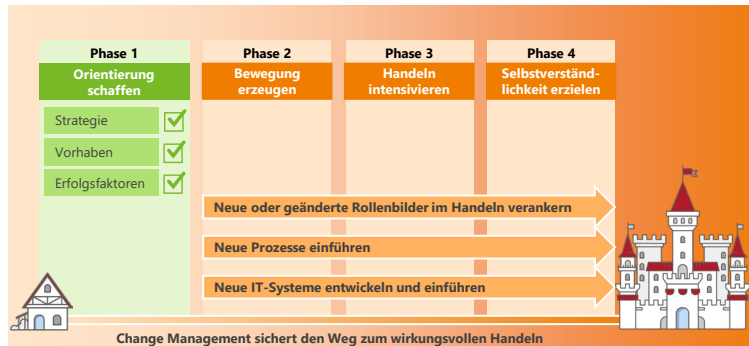 Phase 1
Orientierung
schaffen
Strategie
Vorhaben
Erfolgsfaktoren
Phase 2
Bewegung
erzeugen
Phase 3
Handeln
intensivieren
Phase 4
Selbstverständ-
lichkeit erzielen
Neue oder geänderte Rollenbilder im Handeln verankern
Neue Prozesse einführen
Neue IT-Systeme entwickeln und einführen
Change Management sichert den Weg zum wirkungsvollen Handeln